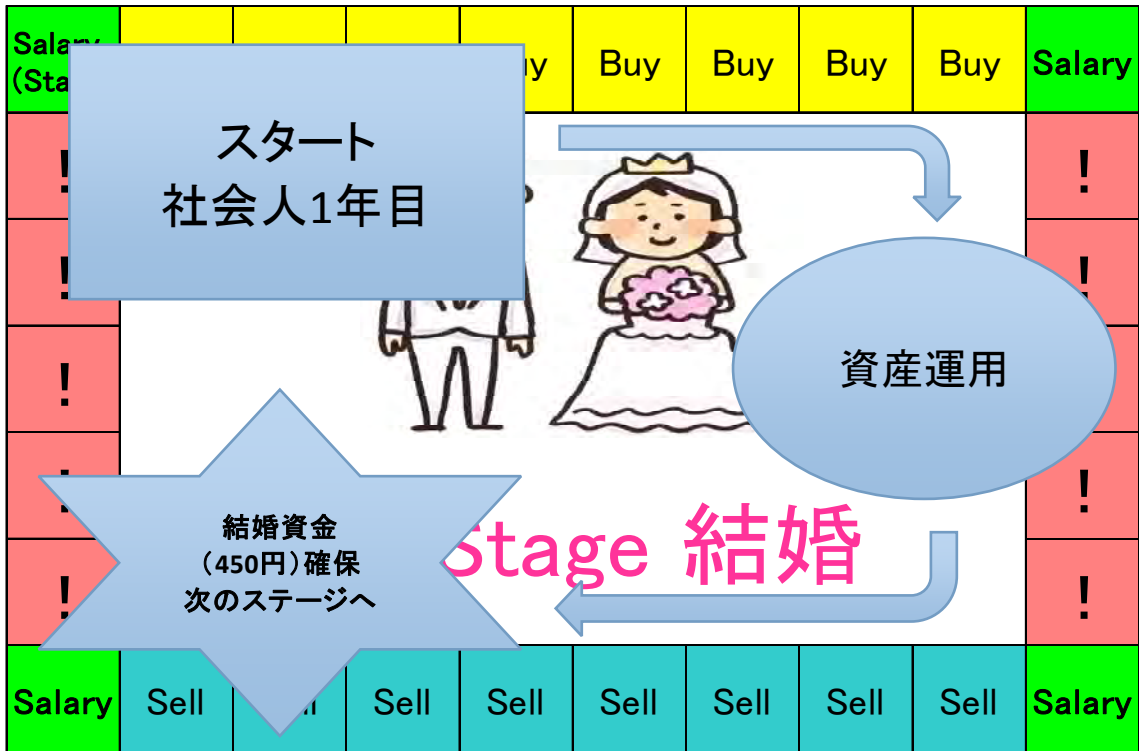 Salary
Buy
Buy
Buy
Buy
Salary
スタート
社会人1年目
!
!
!
!
!
!
!
!
!
!
資産運用
結婚資金
（450円）確保
次のステージへ
Stage 結婚
Salary
Sell
Sell
Sell
Sell
Sell
Sell
Sell
Salary